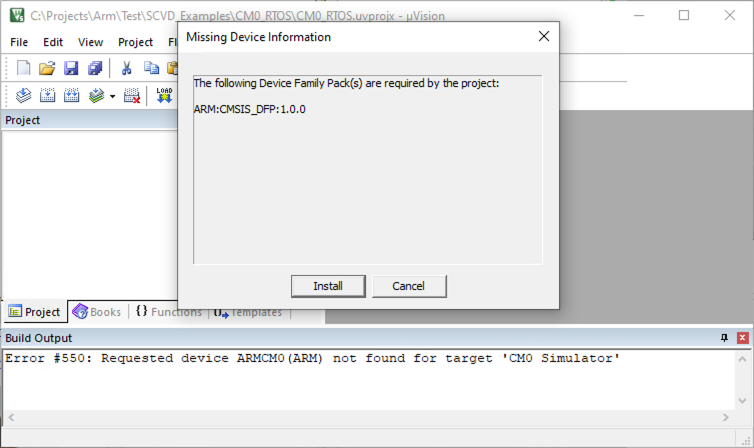 C:\Projects\Arm\Test\SCVD_Examples\CM0_RTOS\CM0_RTOS.uvprojx - µVision
File Edit View Project
Missing Device Information
The following Device Family Pack(s) are required by the project:
ARM:CMSIS_DFP:1.0.0
Install Cancel
LOAD
Project
Project Books {} Functions Templates
Build Output
Error #550: Requested device ARMCM0(ARM) not found for target 'CM0 Simulator'